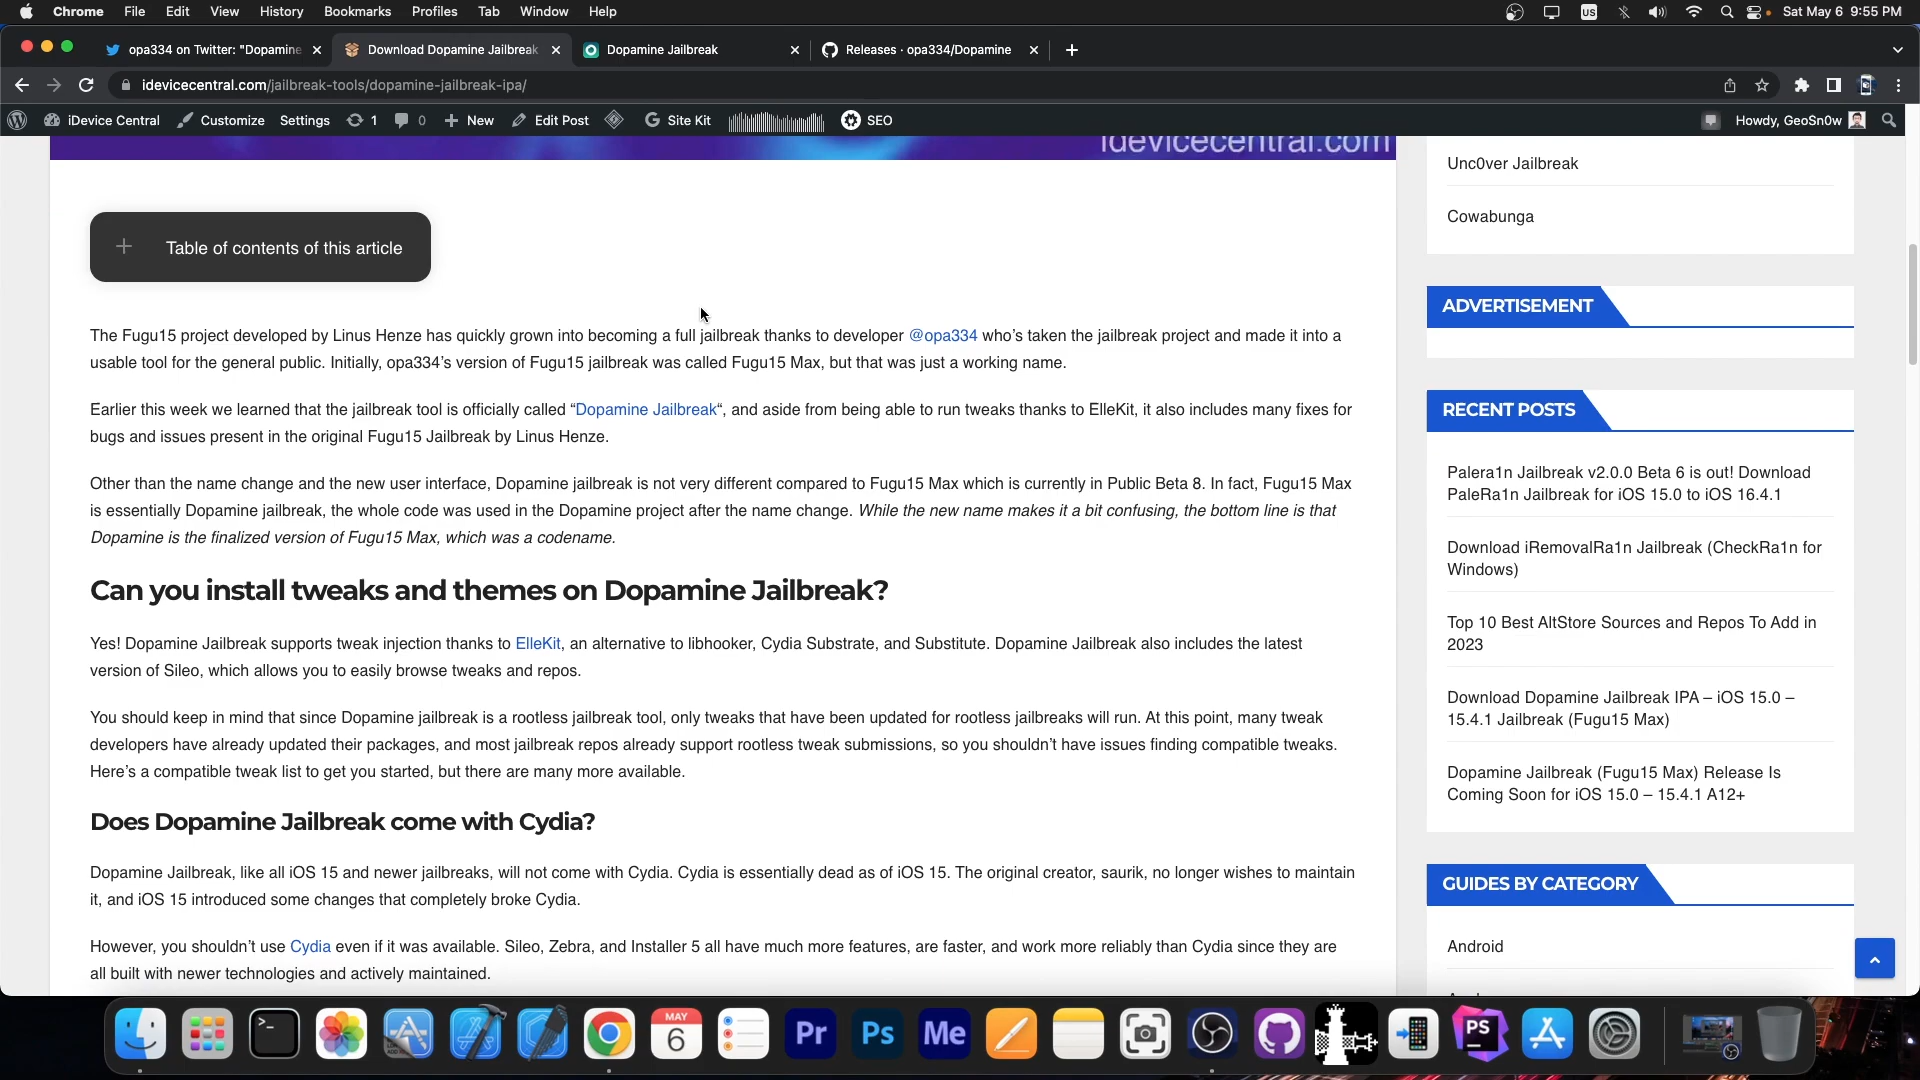 Chrome File Edit View History Bookmarks Profiles Tab Window Help
US Sat May 6 9:55 PM
opa334 on Twitter: "Dopamine
Download Dopamine Jailbreak
Dopamine Jailbreak
Releases · opa334/Dopamine
idevicecentral.com/jailbreak-tools/dopamine-jailbreak-ipa/
iDevice Central Customize Settings 1 0 New Edit Post Site Kit SEO
Howdy, GeoSn0w
idevicecentral.com
Table of contents of this article
The Fugu15 project developed by Linus Henze has quickly grown into becoming a full jailbreak thanks to developer @opa334 who’s taken the jailbreak project and made it into a
usable tool for the general public. Initially, opa334’s version of Fugu15 jailbreak was called Fugu15 Max, but that was just a working name.
Earlier this week we learned that the jailbreak tool is officially called “Dopamine Jailbreak“, and aside from being able to run tweaks thanks to ElleKit, it also includes many fixes for
bugs and issues present in the original Fugu15 Jailbreak by Linus Henze.
Other than the name change and the new user interface, Dopamine jailbreak is not very different compared to Fugu15 Max which is currently in Public Beta 8. In fact, Fugu15 Max
is essentially Dopamine jailbreak, the whole code was used in the Dopamine project after the name change. While the new name makes it a bit confusing, the bottom line is that
Dopamine is the finalized version of Fugu15 Max, which was a codename.
Can you install tweaks and themes on Dopamine Jailbreak?
Yes! Dopamine Jailbreak supports tweak injection thanks to ElleKit, an alternative to libhooker, Cydia Substrate, and Substitute. Dopamine Jailbreak also includes the latest
version of Sileo, which allows you to easily browse tweaks and repos.
You should keep in mind that since Dopamine jailbreak is a rootless jailbreak tool, only tweaks that have been updated for rootless jailbreaks will run. At this point, many tweak
developers have already updated their packages, and most jailbreak repos already support rootless tweak submissions, so you shouldn’t have issues finding compatible tweaks.
Here’s a compatible tweak list to get you started, but there are many more available.
Does Dopamine Jailbreak come with Cydia?
Dopamine Jailbreak, like all iOS 15 and newer jailbreaks, will not come with Cydia. Cydia is essentially dead as of iOS 15. The original creator, saurik, no longer wishes to maintain
it, and iOS 15 introduced some changes that completely broke Cydia.
However, you shouldn’t use Cydia even if it was available. Sileo, Zebra, and Installer 5 all have much more features, are faster, and work more reliably than Cydia since they are
all built with newer technologies and actively maintained.
Unc0ver Jailbreak
Cowabunga
ADVERTISEMENT
RECENT POSTS
Palera1n Jailbreak v2.0.0 Beta 6 is out! Download
PaleRa1n Jailbreak for iOS 15.0 to iOS 16.4.1
Download iRemovalRa1n Jailbreak (CheckRa1n for
Windows)
Top 10 Best AltStore Sources and Repos To Add in
2023
Download Dopamine Jailbreak IPA – iOS 15.0 –
15.4.1 Jailbreak (Fugu15 Max)
Dopamine Jailbreak (Fugu15 Max) Release Is
Coming Soon for iOS 15.0 – 15.4.1 A12+
GUIDES BY CATEGORY
Android
MAY
6
Pr
Ps
Me
PS